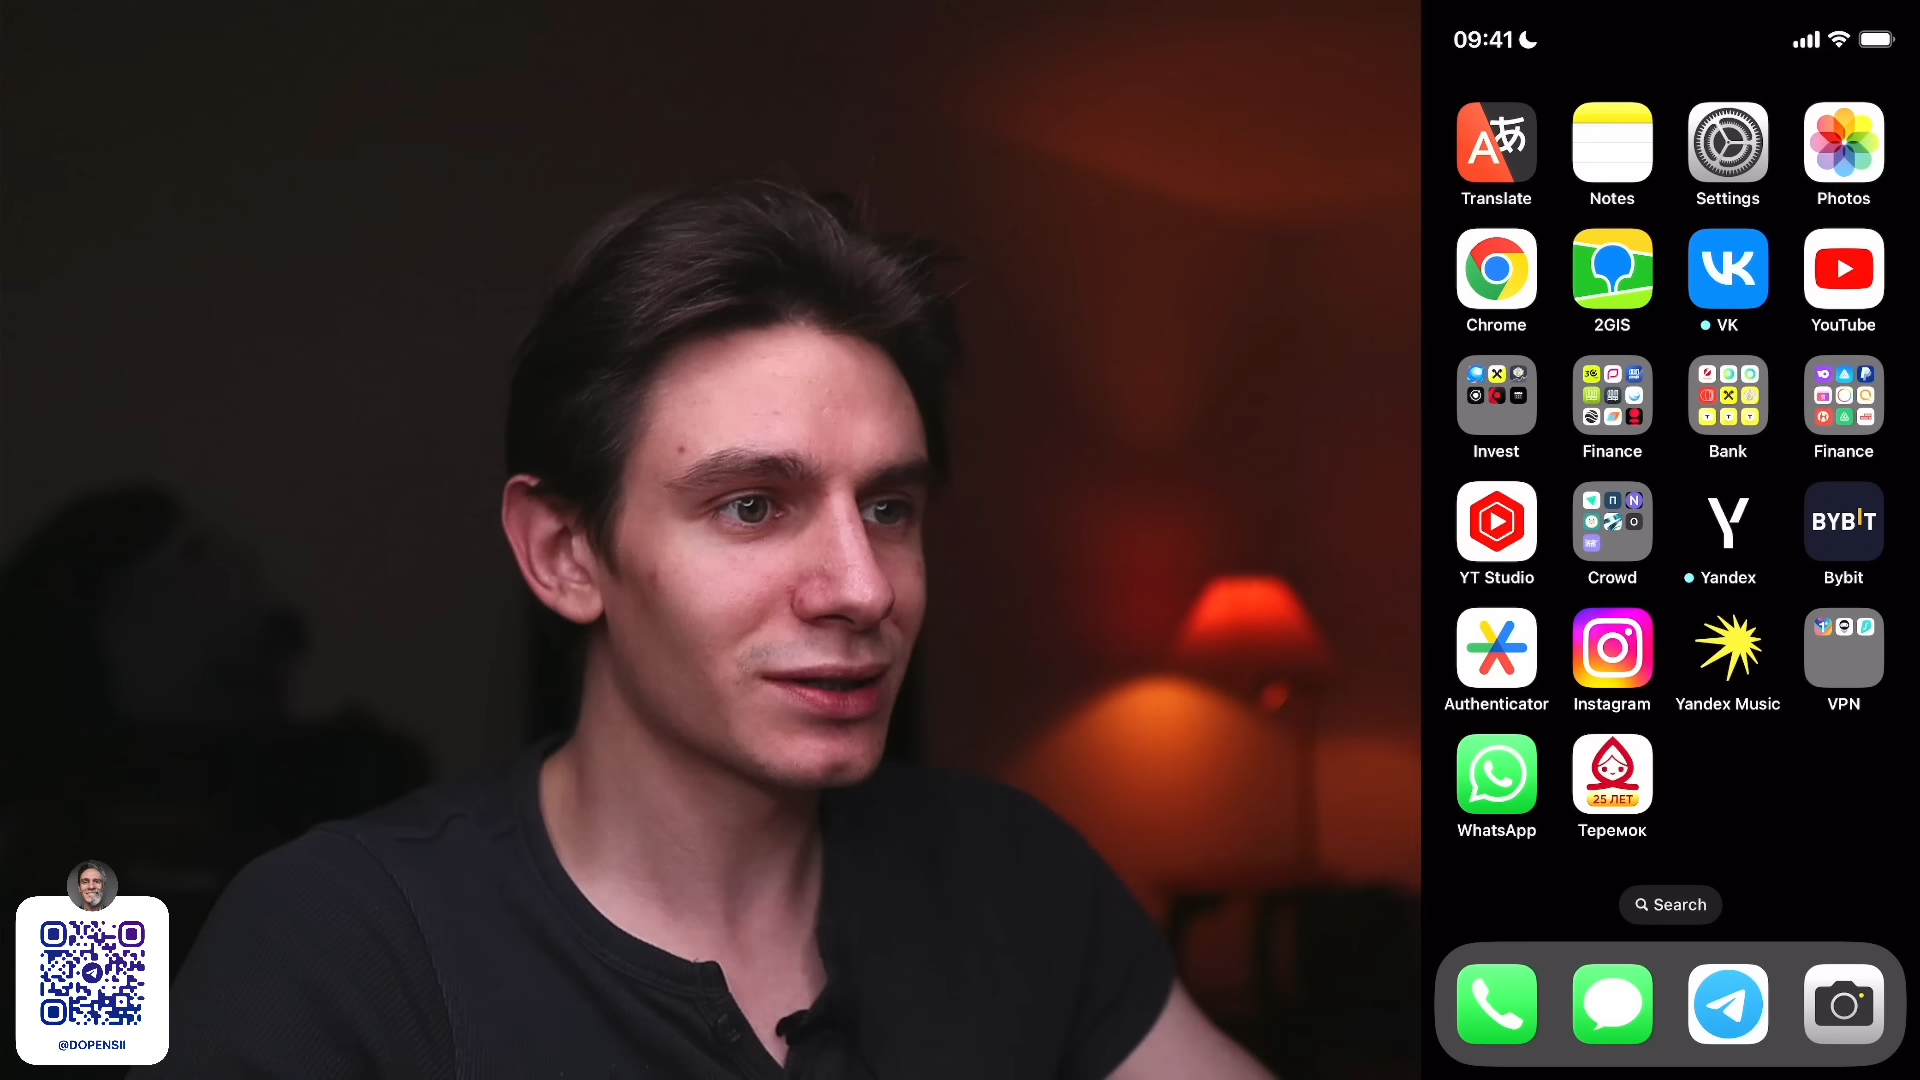 09:41
Translate
Notes
Settings
Photos
Chrome
2GIS
VK
YouTube
Invest
Finance
Bank
Finance
YT Studio
Crowd
Yandex
BYBIT
Bybit
Authenticator
Instagram
Yandex Music
VPN
25 ЛЕТ
WhatsApp
Теремок
Search
@DOPENSII